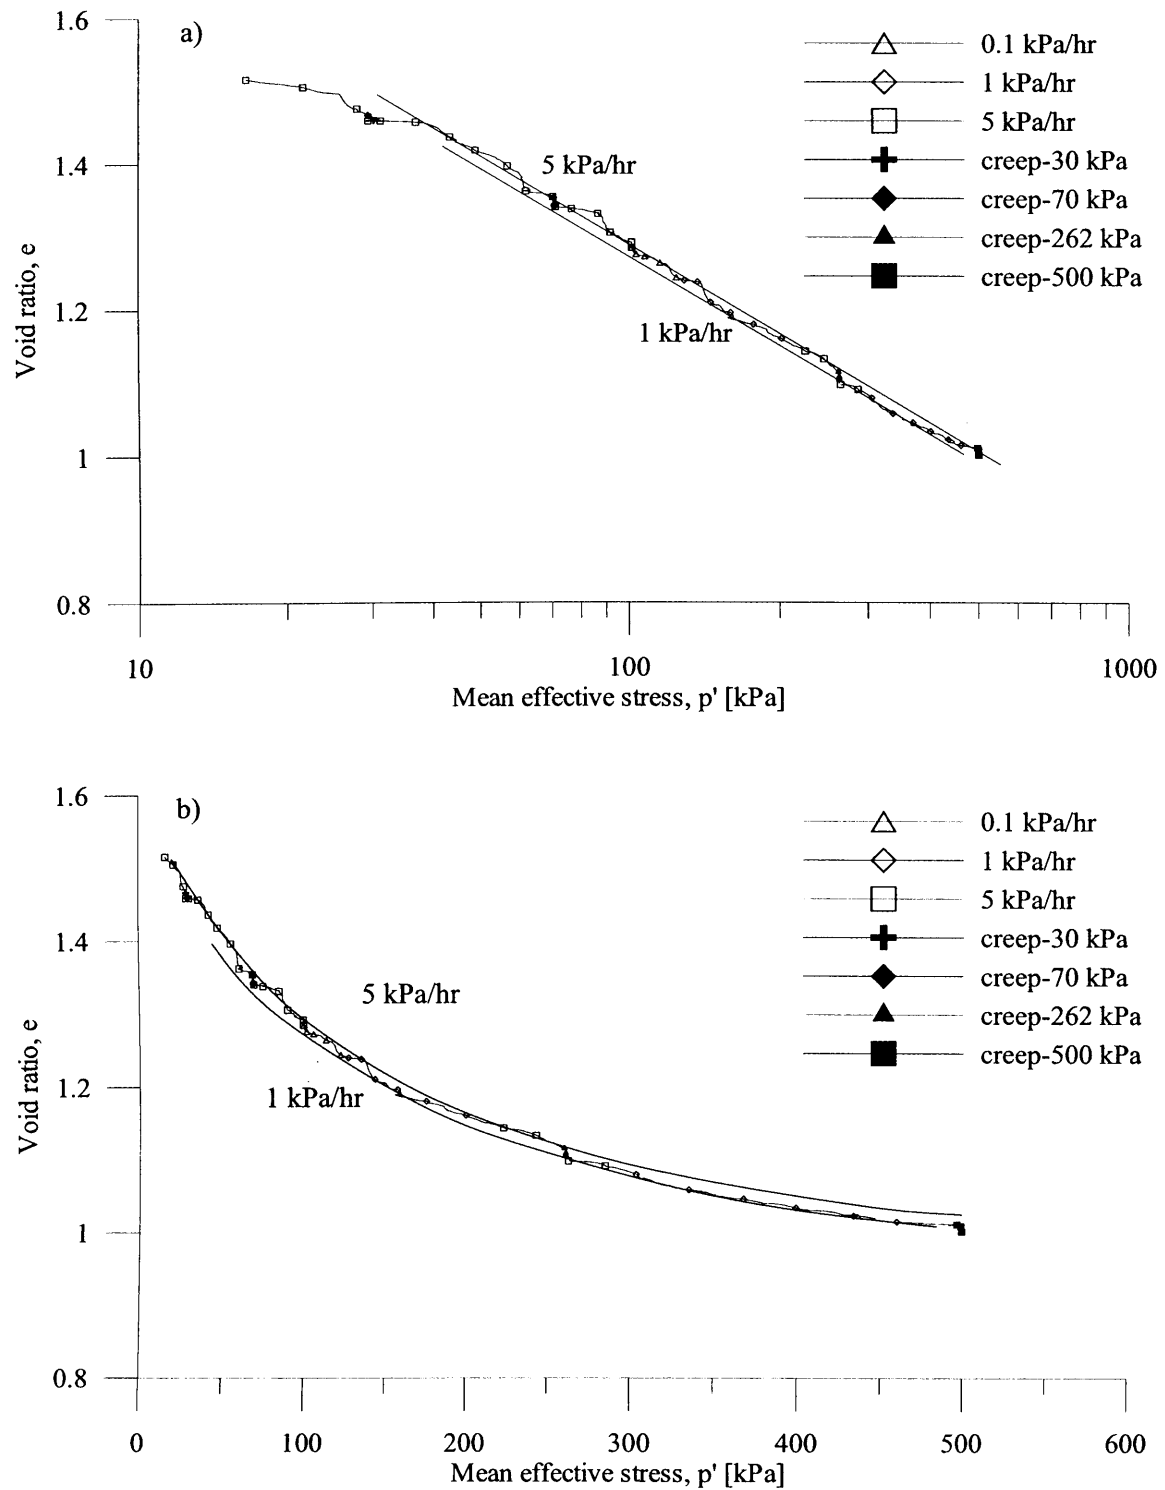 a)
1.6
1.4
1.2
1
0.8
Void ratio, e
5 kPa/hr
1 kPa/hr
0.1 kPa/hr
1 kPa/hr
5 kPa/hr
creep-30 kPa
creep-70 kPa
creep-262 kPa
creep-500 kPa
10 100 1000
Mean effective stress, p' [kPa]
b)
1.6
1.4
1.2
1
0.8
Void ratio, e
5 kPa/hr
1 kPa/hr
0.1 kPa/hr
1 kPa/hr
5 kPa/hr
creep-30 kPa
creep-70 kPa
creep-262 kPa
creep-500 kPa
0 100 200 300 400 500 600
Mean effective stress, p' [kPa]